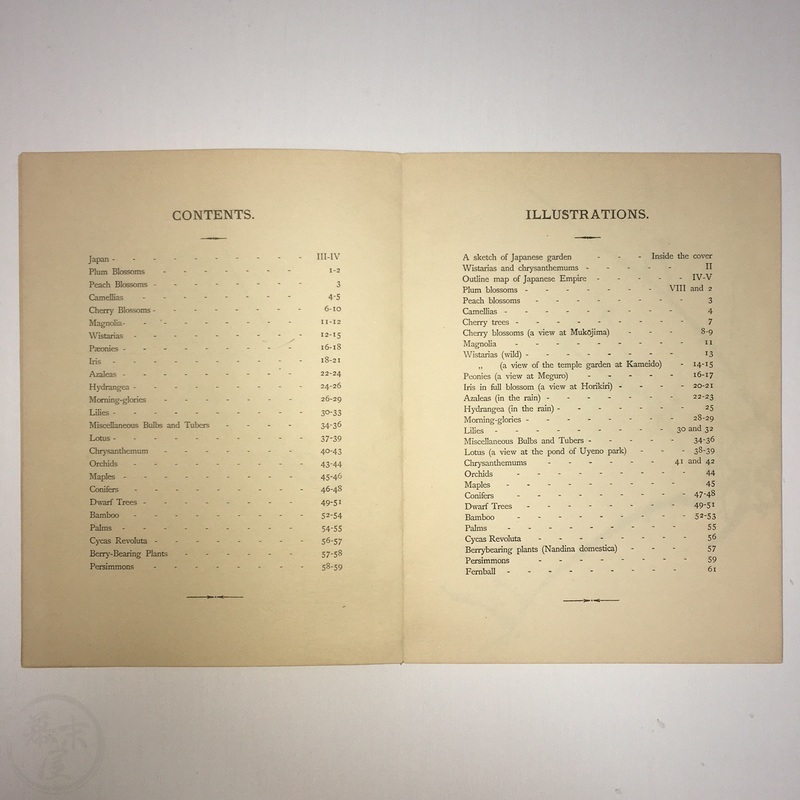 CONTENTS.
Japan - - - - - - - - - III-IV
Plum Blossoms - - - - - - 1-2
Peach Blossoms - - - - - - - 3
Camellias - - - - - - - 4-5
Cherry Blossoms - - - - - - - 6-10
Magnolia - - - - - - - - 11-12
Wistarias - - - - - - - 12-15
Pæonies - - - - - - - - 16-18
Iris - - - - - - - - 18-21
Azaleas - - - - - - - - 22-24
Hydrangea - - - - - - - 24-26
Morning-glories - - - - - - 26-29
Lilies - - - - - - - - 30-33
Miscellaneous Bulbs and Tubers - - - - 34-36
Lotus - - - - - - - - 37-39
Chrysanthemum - - - - - - 40-43
Orchids - - - - - - - 43-44
Maples - - - - - - - 45-46
Conifers - - - - - - - 46-48
Dwarf Trees - - - - - - - 49-51
Bamboo - - - - - - - 52-54
Palms - - - - - - - 54-55
Cycas Revoluta - - - - - - - 56-57
Berry-Bearing Plants - - - - - 57-58
Persimmons - - - - - - 58-59
ILLUSTRATIONS.
A sketch of Japanese garden - - - Inside the cover
Wistarias and chrysanthemums - - - - - II
Outline map of Japanese Empire - - - - - IV-V
Plum blossoms - - - - - - - VIII and 2
Peach blossoms - - - - - - - 3
Camellias - - - - - - - - 4
Cherry trees - - - - - - - - 7
Cherry blossoms (a view at Mukōjima) - - - 8-9
Magnolia - - - - - - - 11
Wistarias (wild) - - - - - - - 13
„ (a view of the temple garden at Kameido) - 14-15
Peonies (a view at Meguro) - - - - - 16-17
Iris in full blossom (a view at Horikiri) - - - - 20-21
Azaleas (in the rain) - - - - - - 22-23
Hydrangea (in the rain) - - - - - - 25
Morning-glories - - - - - - - 28-29
Lilies - - - - - - - 30 and 32
Miscellaneous Bulbs and Tubers - - - - - 34-36
Lotus (a view at the pond of Uyeno park) - - - 38-39
Chrysanthemums - - - - - - 41 and 42
Orchids - - - - - - - 44
Maples - - - - - - - 45
Conifers - - - - - - - 47-48
Dwarf Trees - - - - - - - 49-51
Bamboo - - - - - - - 52-53
Palms - - - - - - - 55
Cycas Revoluta - - - - - - - 56
Berrybearing plants (Nandina domestica) - - - 57
Persimmons - - - - - - - 59
Fernball - - - - - - - - 61
幕末屋